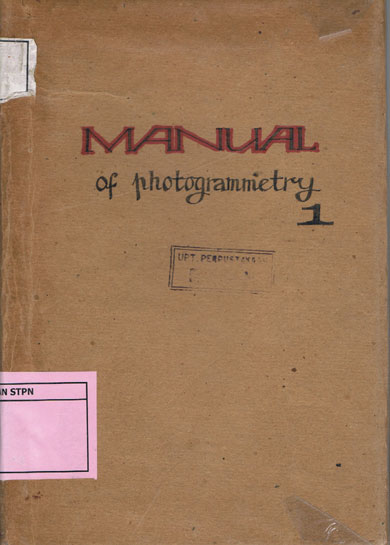 MANUAL
of photogrammetry
1
UPT. PERPUSTAKAAN
STPN